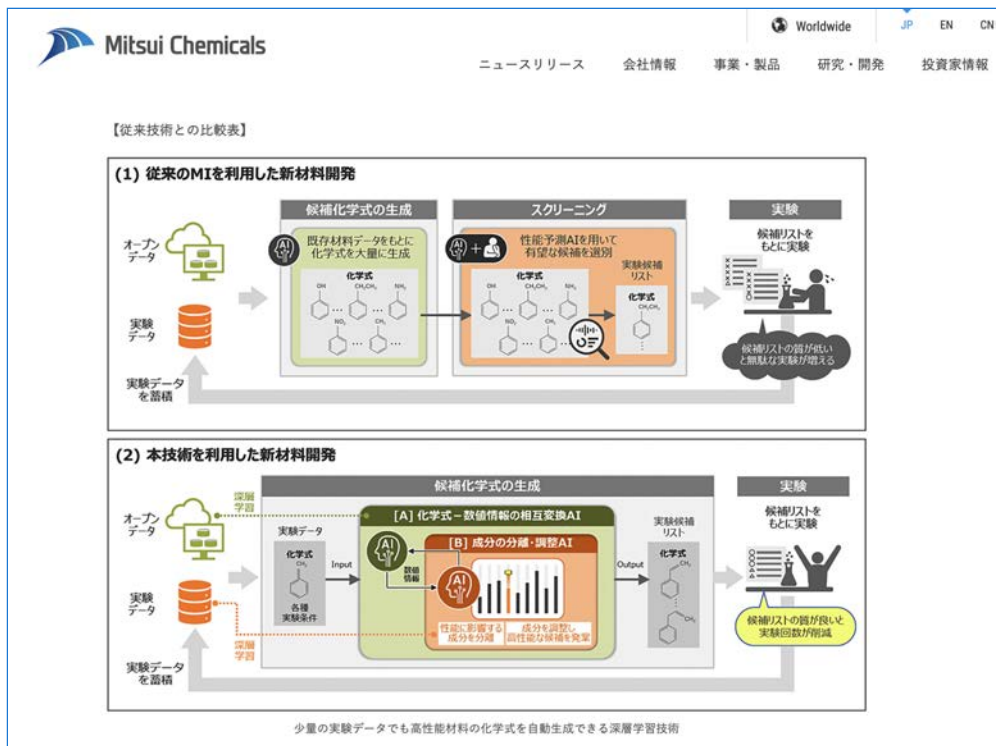 Mitsui Chemicals
Worldwide
JP EN CN
ニュースリリース 会社情報 事業・製品 研究・開発 投資家情報
【従来技術との比較表】
(1) 従来のMIを利用した新材料開発
候補化学式の生成
スクリーニング
実験
オープン
データ
実験
データ
実験データ
を蓄積
AI
既存材料データをもとに
化学式を大量に生成
化学式
OH
CH₂CH₃
NH₂
NO₂
CH₃
AI
性能予測AIを用いて
有望な候補を選別
化学式
OH
CH₂CH₃
NH₂
NO₂
CH₃
実験候補
リスト
化学式
CH₂CH₃
候補リストを
もとに実験
候補リストの質が低い
と無駄な実験が増える
(2) 本技術を利用した新材料開発
候補化学式の生成
実験
オープン
データ
深層
学習
実験
データ
深層
学習
実験データ
を蓄積
実験データ
化学式
CH₃
各種
実験条件
Input
[A] 化学式－数値情報の相互変換AI
AI
数値
情報
[B] 成分の分離・調整AI
AI
性能に影響する
成分を分離
成分を調整し
高性能な候補を発案
Output
実験候補
リスト
化学式
CH₃
CH₃
候補リストを
もとに実験
候補リストの質が良いと
実験回数が削減
少量の実験データでも高性能材料の化学式を自動生成できる深層学習技術